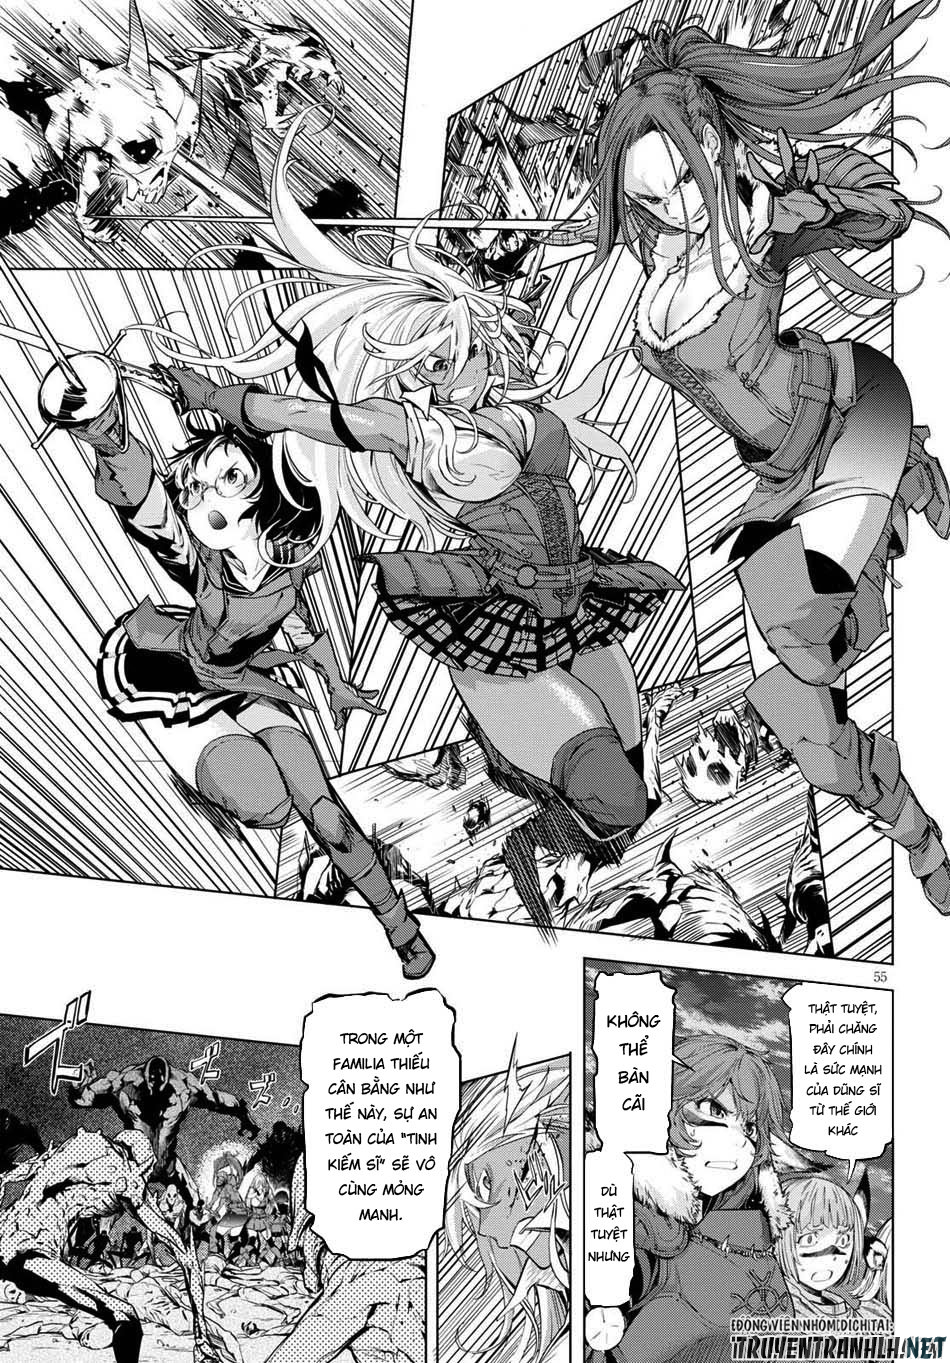 55
THẬT TUYỆT,
PHẢI CHĂNG
ĐÂY CHÍNH
LÀ SỨC MẠNH
CỦA DŨNG SĨ
TỪ THẾ GIỚI
KHÁC
KHÔNG
THỂ
BÀN
CÃI
DÙ
THẬT
TUYỆT
NHƯNG
TRONG MỘT
FAMILIA THIẾU
CÂN BẰNG NHƯ
THẾ NÀY, SỰ AN
TOÀN CỦA "TINH
KIẾM SĨ" SẼ VÔ
CÙNG MỎNG
MANH.
ズ
ズ...
[ĐỘNG VIÊN NHÓM DỊCH TẠI:
TRUYENTRANHLH.NET